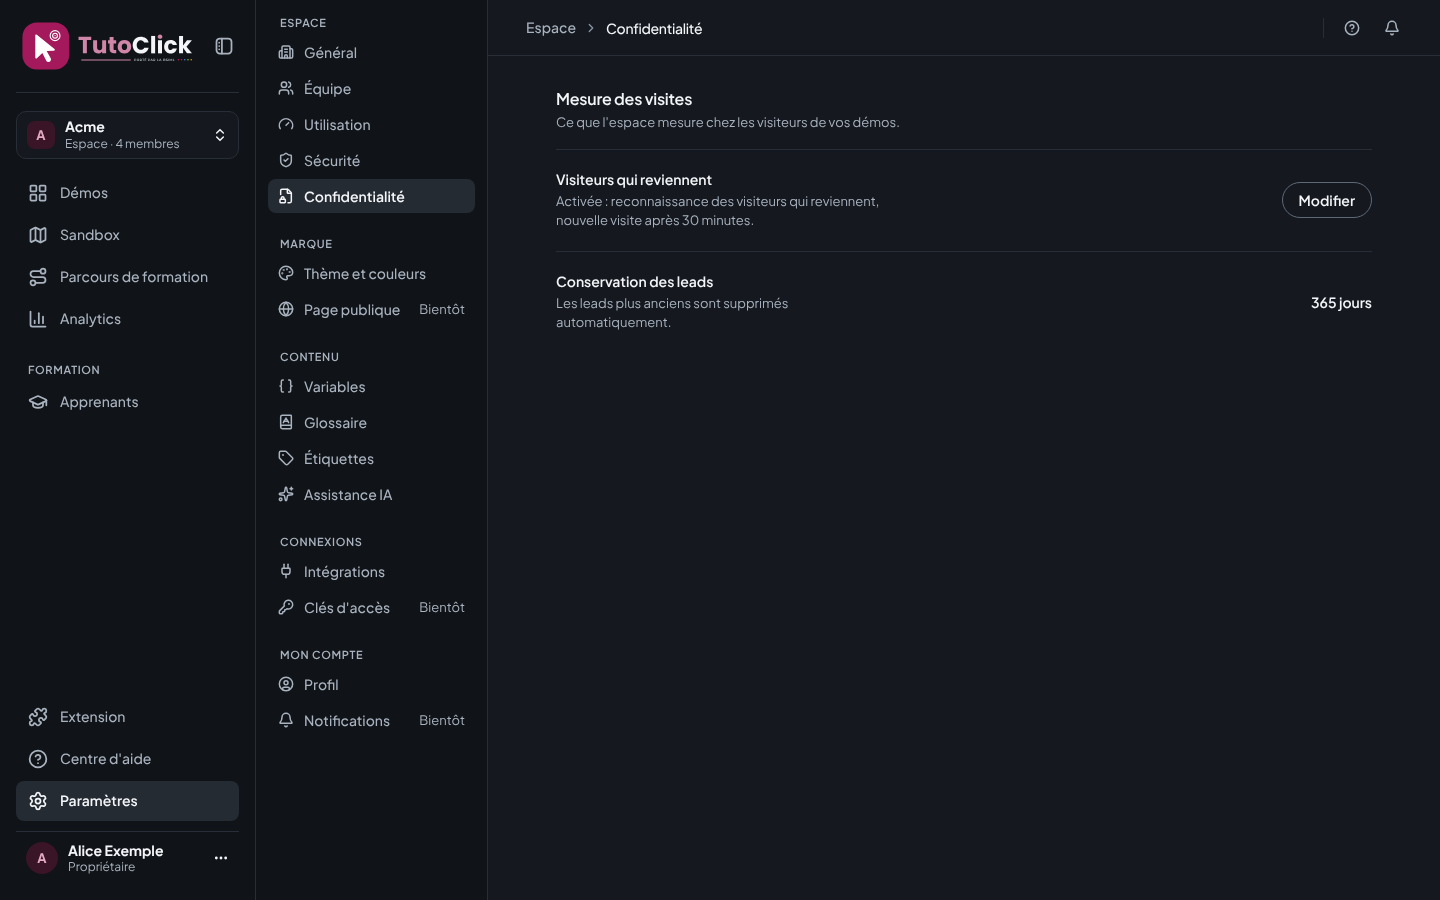 TutoClick
Acme
Espace · 4 membres
A
Démos
Sandbox
Parcours de formation
Analytics
FORMATION
Apprenants
Extension
Centre d'aide
Paramètres
A
Alice Exemple
Propriétaire
ESPACE
Général
Équipe
Utilisation
Sécurité
Confidentialité
MARQUE
Thème et couleurs
Page publique Bientôt
CONTENU
Variables
Glossaire
Étiquettes
Assistance IA
CONNEXIONS
Intégrations
Clés d'accès Bientôt
MON COMPTE
Profil
Notifications Bientôt
Espace > Confidentialité
Mesure des visites
Ce que l'espace mesure chez les visiteurs de vos démos.
Visiteurs qui reviennent
Activée : reconnaissance des visiteurs qui reviennent,
nouvelle visite après 30 minutes.
Modifier
Conservation des leads
Les leads plus anciens sont supprimés
automatiquement.
365 jours